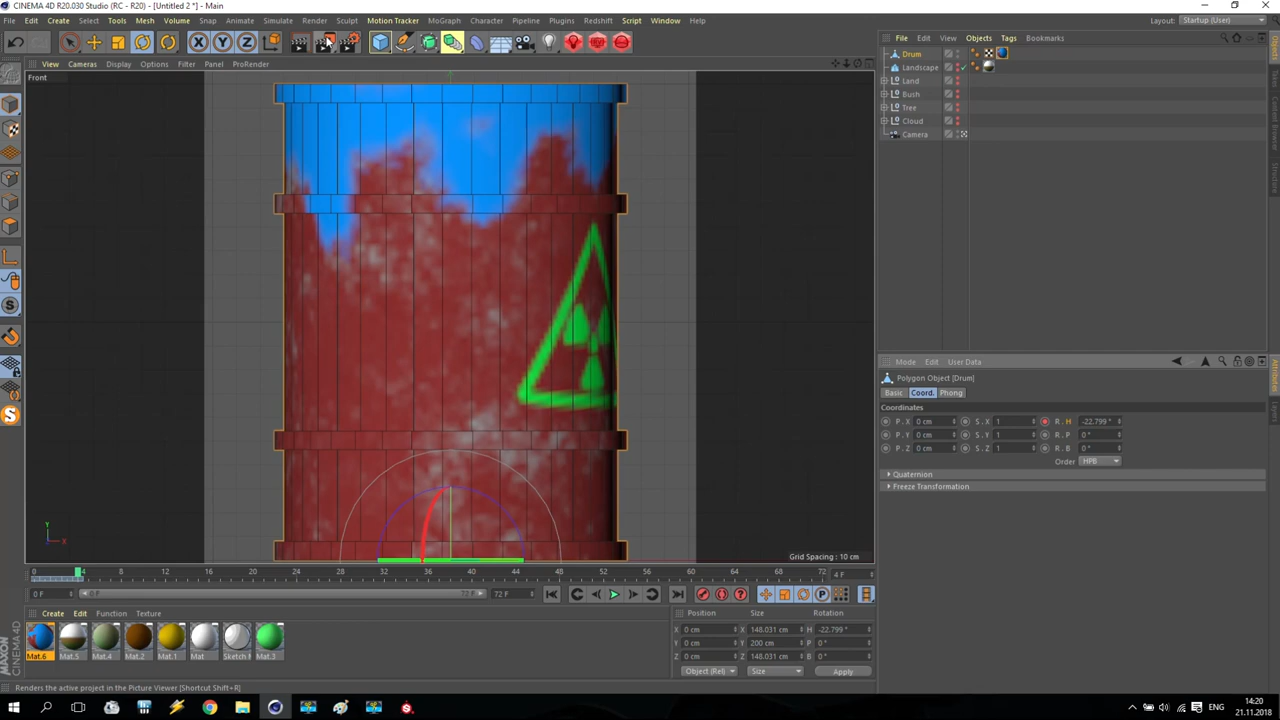 CINEMA 4D R20.030 Studio (RC - R20) - [Untitled 2 *] - Main
File Edit Create Select Tools Mesh Volume Snap Animate Simulate Render Sculpt Motion Tracker MoGraph Character Pipeline Plugins Redshift Script Window Help Layout: Startup (User)
X Y Z
View Cameras Display Options Filter Panel ProRender
File Edit View Objects Tags Bookmarks
Front
Drum
Landscape
Land
Bush
Tree
Cloud
Camera
Objects
Attributes
Mode Edit User Data
Polygon Object [Drum]
Basic Coord. Phong
Coordinates
P . X 0 cm S . X 1 R . H -22.799 °
P . Y 0 cm S . Y 1 R . P 0 °
P . Z 0 cm S . Z 1 R . B 0 °
Order HPB
Quaternion
Freeze Transformation
Y
X
Grid Spacing : 10 cm
0 4 8 12 16 20 24 28 32 36 40 44 48 52 56 60 64 68 72 4 F
0 F 0 F 72 F 72 F
Create Edit Function Texture
Mat.6 Mat.5 Mat.4 Mat.2 Mat.1 Mat Sketch Mat.3
Position Size Rotation
X 0 cm X 148.031 cm H -22.799 °
Y 0 cm Y 200 cm P 0 °
Z 0 cm Z 148.031 cm B 0 °
Object (Rel) Size Apply
MAXON CINEMA 4D
Renders the active project in the Picture Viewer [Shortcut Shift+R]
ENG
14:20
21.11.2018